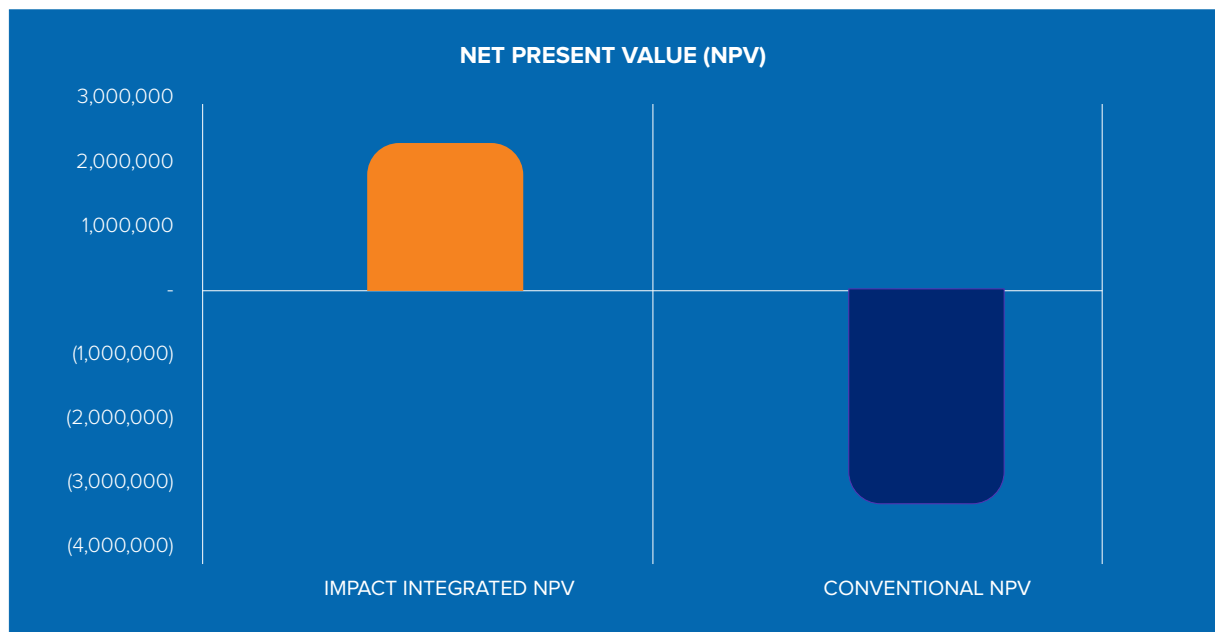 NET PRESENT VALUE (NPV)
3,000,000
2,000,000
1,000,000
-
(1,000,000)
(2,000,000)
(3,000,000)
(4,000,000)
IMPACT INTEGRATED NPV
CONVENTIONAL NPV